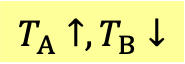 T_A ↑, T_B ↓